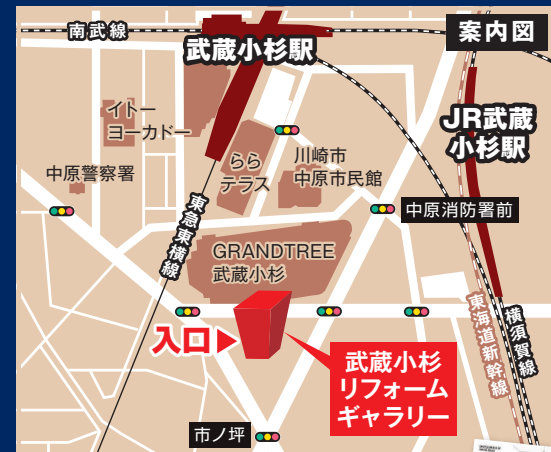 南武線
武蔵小杉駅
案内図
イトー
ヨーカドー
JR武蔵
小杉駅
らら
テラス
川崎市
中原市民館
中原警察署
東急東横線
中原消防署前
GRANDTREE
武蔵小杉
入口
武蔵小杉
リフォーム
ギャラリー
東海道新幹線
横須賀線
市ノ坪